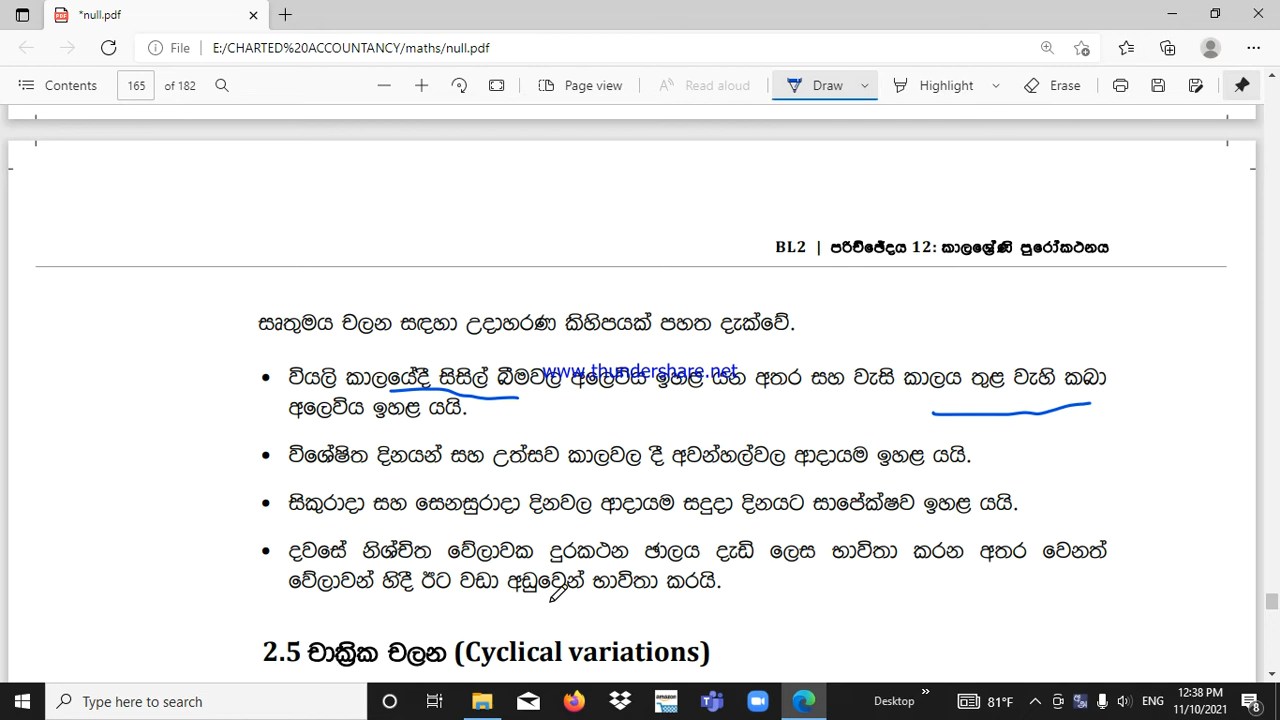 *null.pdf
File E:/CHARTED%20ACCOUNTANCY/maths/null.pdf
Contents 165 of 182 Page view Read aloud Draw Highlight Erase
BL2 | පරිච්ඡේදය 12: කාලශ්‍රේණි පුරෝකථනය
සෘතුමය චලන සඳහා උදාහරණ කිහිපයක් පහත දැක්වේ.
www.thundershare.net
• වියලි කාලයේදී සිසිල් බීමවල අලෙවිය ඉහළ යන අතර සහ වැසි කාලය තුළ වැහි කබා
අලෙවිය ඉහළ යයි.
• විශේෂිත දිනයන් සහ උත්සව කාලවල දී අවන්හල්වල ආදායම ඉහළ යයි.
• සිකුරාදා සහ සෙනසුරාදා දිනවල ආදායම සඳුදා දිනයට සාපේක්ෂව ඉහළ යයි.
• දවසේ නිශ්චිත වේලාවක දුරකථන ජාලය දැඩි ලෙස භාවිතා කරන අතර වෙනත්
වේලාවන් හිදී ඊට වඩා අඩුවෙන් භාවිතා කරයි.
2.5 චාක්‍රික චලන (Cyclical variations)
Type here to search Desktop 81°F ENG 12:38 PM
11/10/2021 8